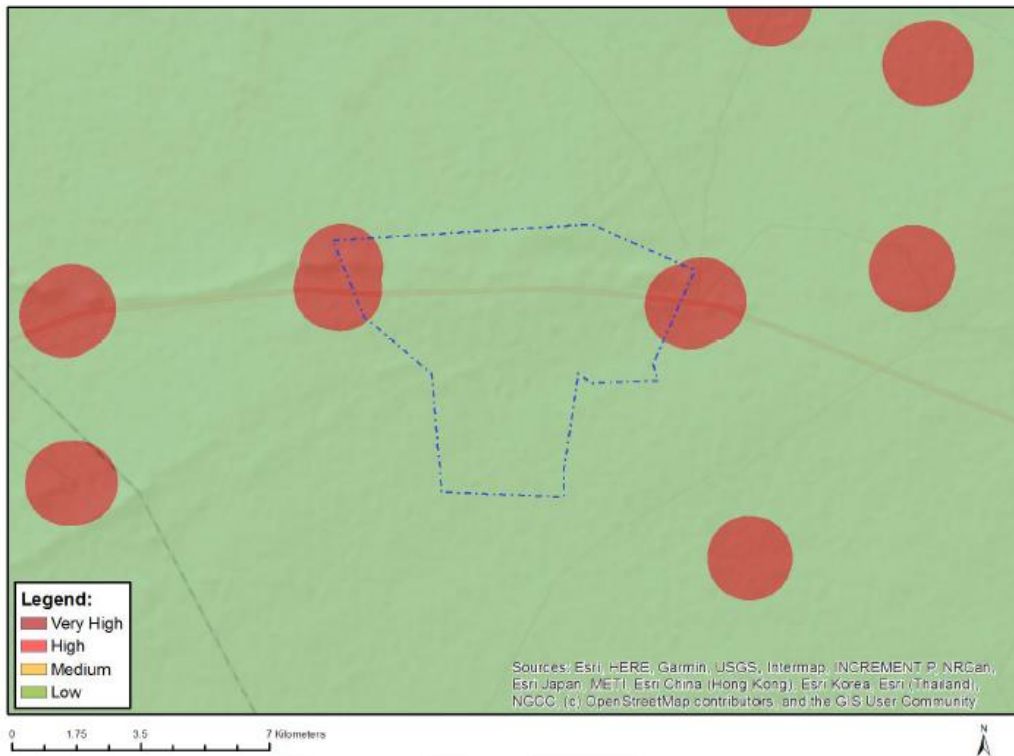 Legend:
Very High
High
Medium
Low
Sources: Esri, HERE, Garmin, USGS, Intermap, INCREMENT P, NRCan,
Esri Japan, METI, Esri China (Hong Kong), Esri Korea, Esri (Thailand),
NGCC, (c) OpenStreetMap contributors, and the GIS User Community
0 1.75 3.5 7 Kilometers
N